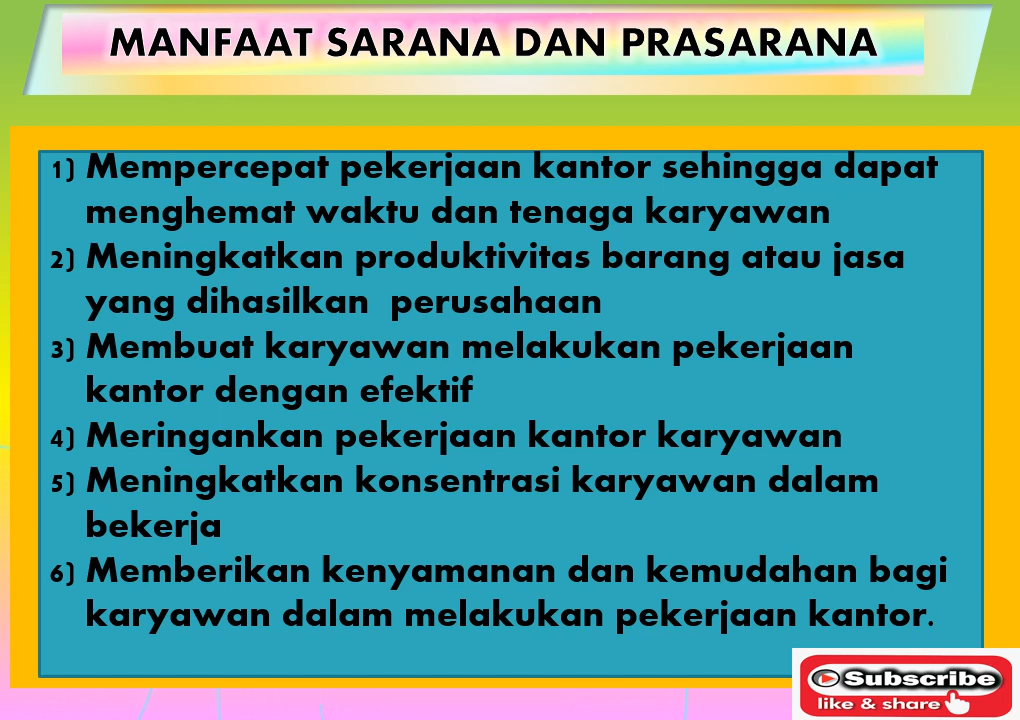 MANFAAT SARANA DAN PRASARANA
1) Mempercepat pekerjaan kantor sehingga dapat
menghemat waktu dan tenaga karyawan
2) Meningkatkan produktivitas barang atau jasa
yang dihasilkan  perusahaan
3) Membuat karyawan melakukan pekerjaan
kantor dengan efektif
4) Meringankan pekerjaan kantor karyawan
5) Meningkatkan konsentrasi karyawan dalam
bekerja
6) Memberikan kenyamanan dan kemudahan bagi
karyawan dalam melakukan pekerjaan kantor.
Subscribe
like & share